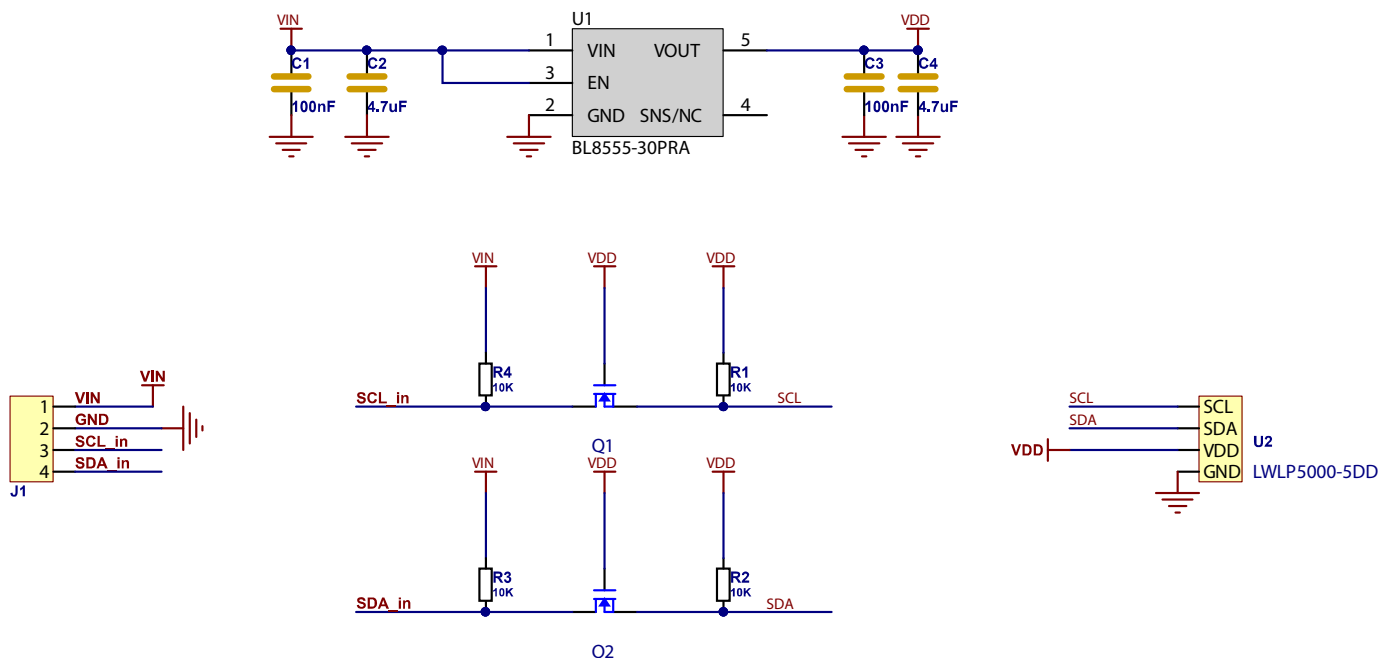 VIN
C1
100nF
C2
4.7uF
U1
1 VIN VOUT 5
3 EN
2 GND SNS/NC 4
BL8555-30PRA
VDD
C3
100nF
C4
4.7uF
VIN VDD VDD
R4
10K
R1
10K
SCL_in SCL
Q1
VIN VDD VDD
R3
10K
R2
10K
SDA_in SDA
Q2
VIN
1 VIN
2 GND
3 SCL_in
4 SDA_in
J1
SCL SCL
SDA SDA
VDD VDD
GND
U2
LWLP5000-5DD